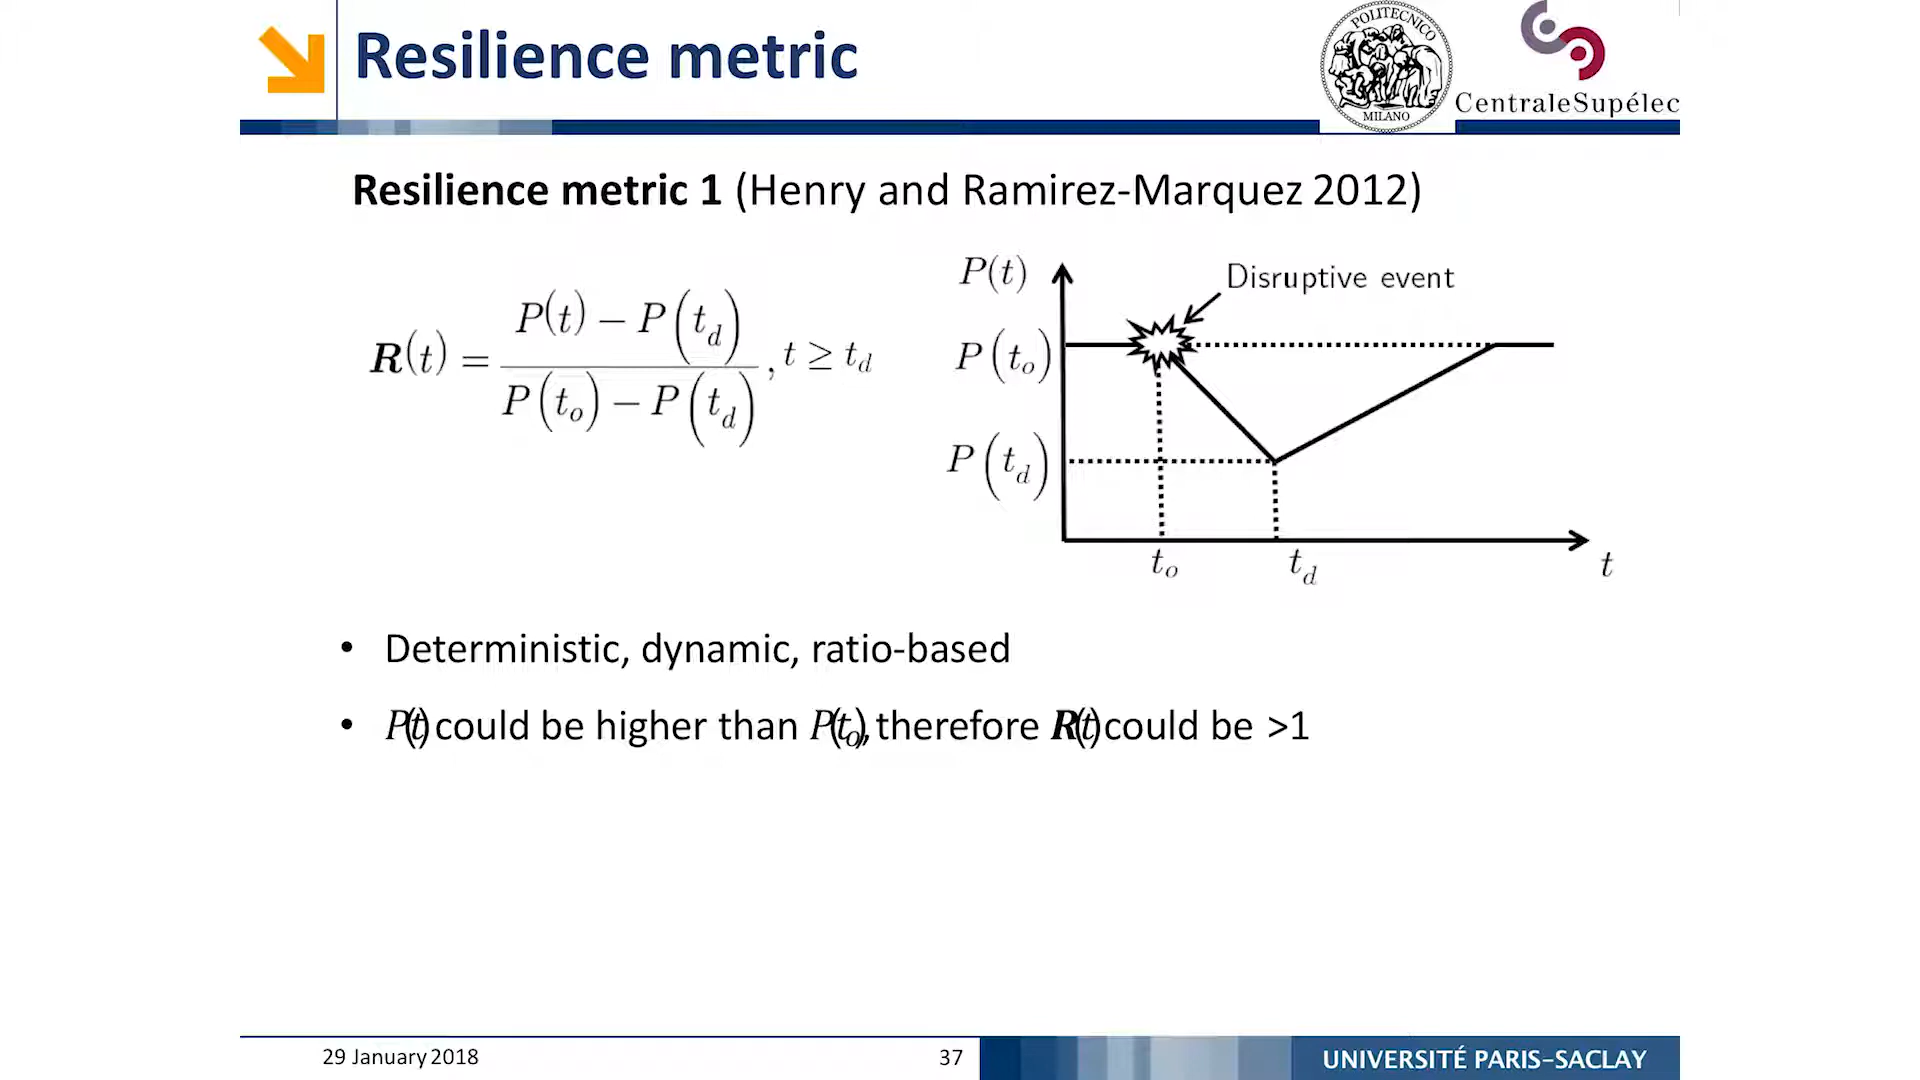 Resilience metric
POLITECNICO
MILANO
CentraleSupélec
Resilience metric 1 (Henry and Ramirez-Marquez 2012)
R(t) = (P(t) − P(t_d)) / (P(t_o) − P(t_d)), t ≥ t_d
P(t)
Disruptive event
P(t_o)
P(t_d)
t_o
t_d
t
• Deterministic, dynamic, ratio-based
• P(t) could be higher than P(t_o), therefore R(t) could be >1
29 January 2018
37
UNIVERSITÉ PARIS–SACLAY